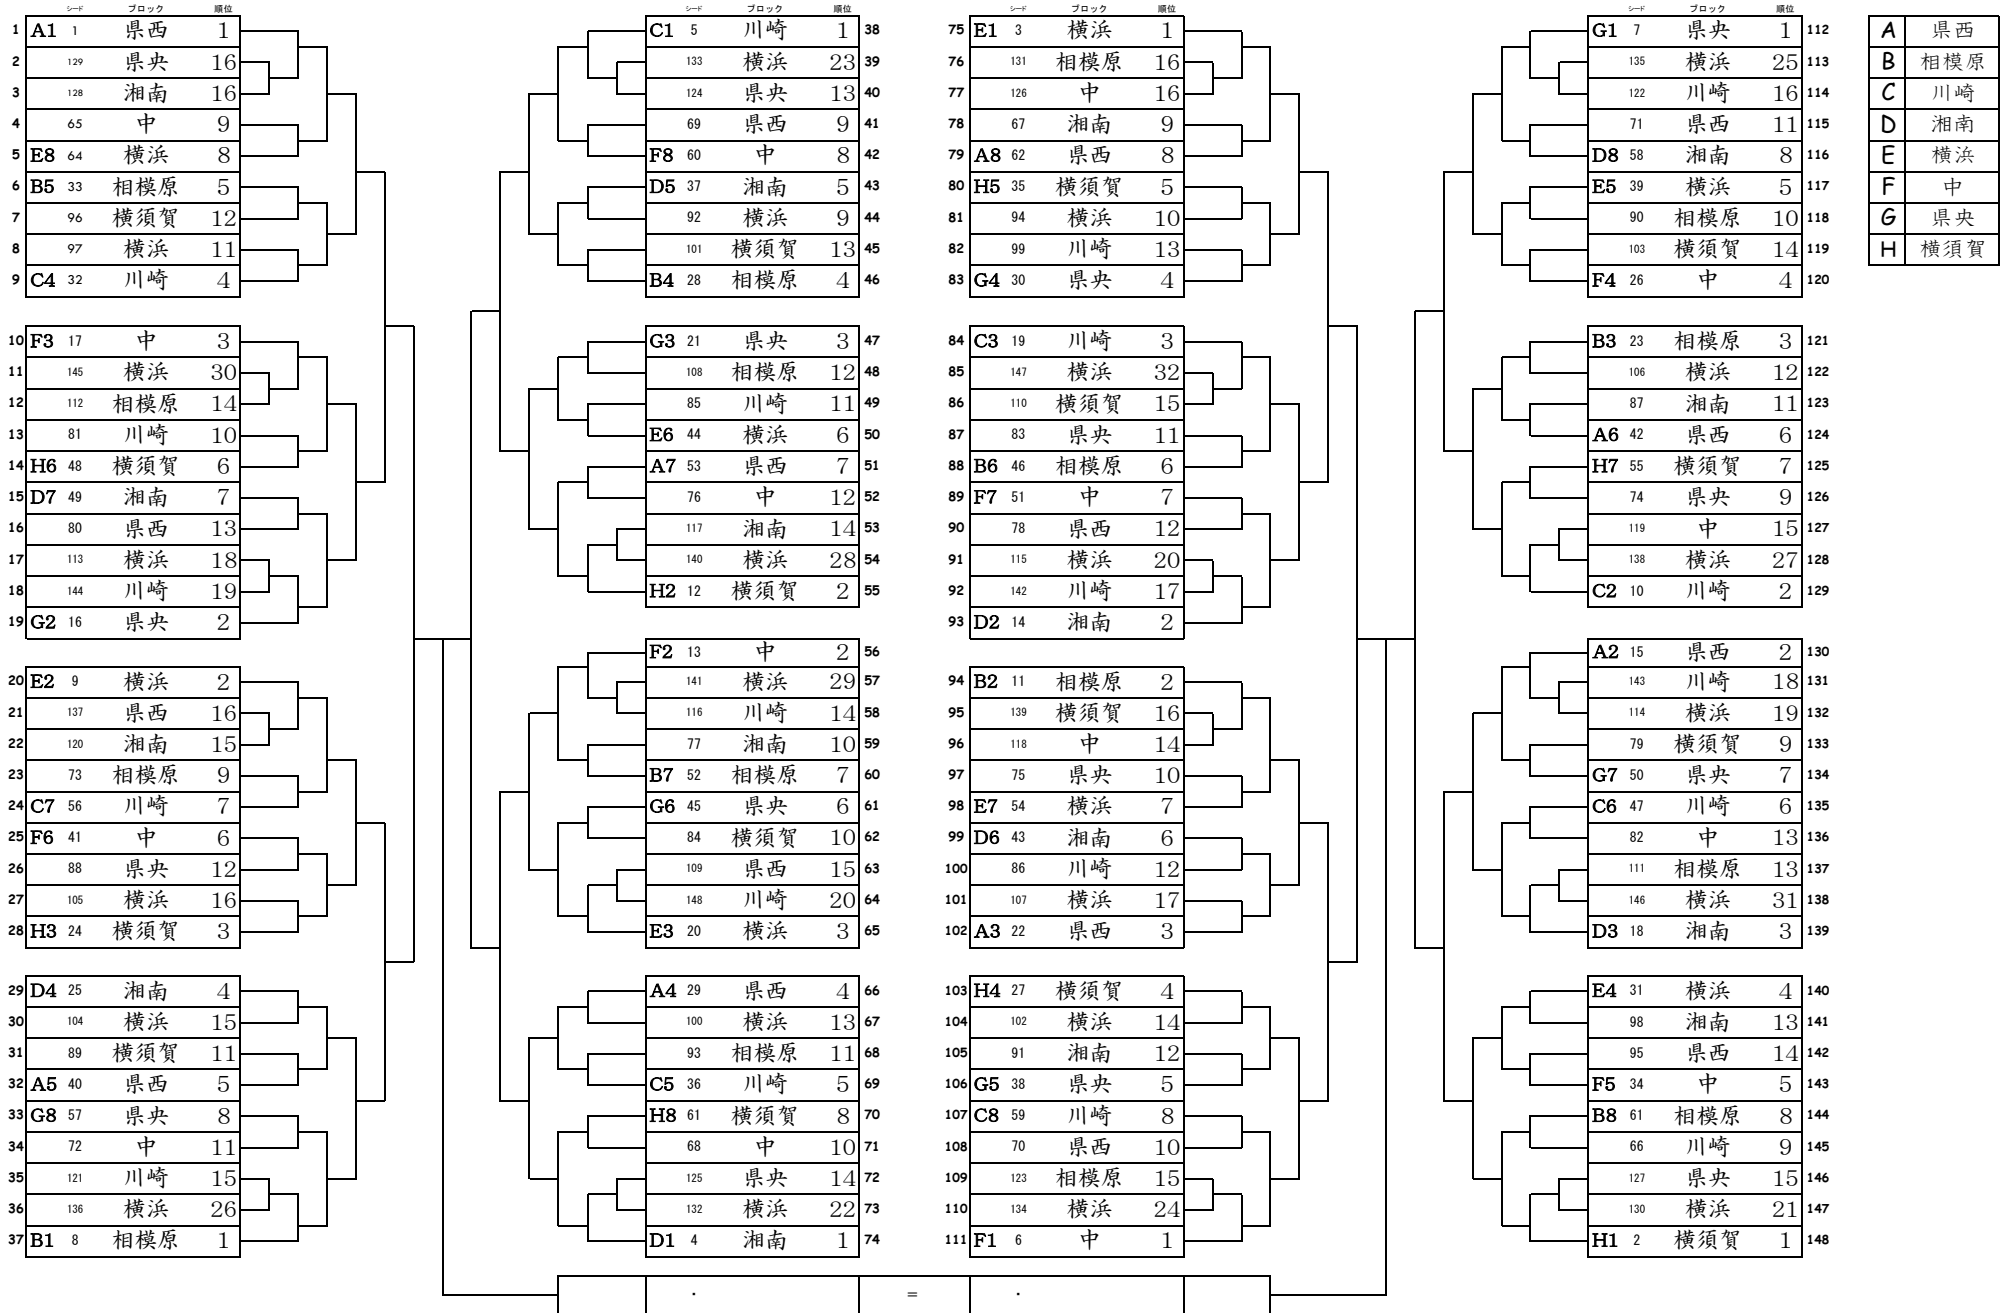 シード ブロック 順位
1 A1 1 県西 1
2 129 県央 16
3 128 湘南 16
4 65 中 9
5 E8 64 横浜 8
6 B5 33 相模原 5
7 96 横須賀 12
8 97 横浜 11
9 C4 32 川崎 4
10 F3 17 中 3
11 145 横浜 30
12 112 相模原 14
13 81 川崎 10
14 H6 48 横須賀 6
15 D7 49 湘南 7
16 80 県西 13
17 113 横浜 18
18 144 川崎 19
19 G2 16 県央 2
20 E2 9 横浜 2
21 137 県西 16
22 120 湘南 15
23 73 相模原 9
24 C7 56 川崎 7
25 F6 41 中 6
26 88 県央 12
27 105 横浜 16
28 H3 24 横須賀 3
29 D4 25 湘南 4
30 104 横浜 15
31 89 横須賀 11
32 A5 40 県西 5
33 G8 57 県央 8
34 72 中 11
35 121 川崎 15
36 136 横浜 26
37 B1 8 相模原 1
シード ブロック 順位
C1 5 川崎 1 38
133 横浜 23 39
124 県央 13 40
69 県西 9 41
F8 60 中 8 42
D5 37 湘南 5 43
92 横浜 9 44
101 横須賀 13 45
B4 28 相模原 4 46
G3 21 県央 3 47
108 相模原 12 48
85 川崎 11 49
E6 44 横浜 6 50
A7 53 県西 7 51
76 中 12 52
117 湘南 14 53
140 横浜 28 54
H2 12 横須賀 2 55
F2 13 中 2 56
141 横浜 29 57
116 川崎 14 58
77 湘南 10 59
B7 52 相模原 7 60
G6 45 県央 6 61
84 横須賀 10 62
109 県西 15 63
148 川崎 20 64
E3 20 横浜 3 65
A4 29 県西 4 66
100 横浜 13 67
93 相模原 11 68
C5 36 川崎 5 69
H8 61 横須賀 8 70
68 中 10 71
125 県央 14 72
132 横浜 22 73
D1 4 湘南 1 74
シード ブロック 順位
75 E1 3 横浜 1
76 131 相模原 16
77 126 中 16
78 67 湘南 9
79 A8 62 県西 8
80 H5 35 横須賀 5
81 94 横浜 10
82 99 川崎 13
83 G4 30 県央 4
84 C3 19 川崎 3
85 147 横浜 32
86 110 横須賀 15
87 83 県央 11
88 B6 46 相模原 6
89 F7 51 中 7
90 78 県西 12
91 115 横浜 20
92 142 川崎 17
93 D2 14 湘南 2
94 B2 11 相模原 2
95 139 横須賀 16
96 118 中 14
97 75 県央 10
98 E7 54 横浜 7
99 D6 43 湘南 6
100 86 川崎 12
101 107 横浜 17
102 A3 22 県西 3
103 H4 27 横須賀 4
104 102 横浜 14
105 91 湘南 12
106 G5 38 県央 5
107 C8 59 川崎 8
108 70 県西 10
109 123 相模原 15
110 134 横浜 24
111 F1 6 中 1
シード ブロック 順位
G1 7 県央 1 112
135 横浜 25 113
122 川崎 16 114
71 県西 11 115
D8 58 湘南 8 116
E5 39 横浜 5 117
90 相模原 10 118
103 横須賀 14 119
F4 26 中 4 120
B3 23 相模原 3 121
106 横浜 12 122
87 湘南 11 123
A6 42 県西 6 124
H7 55 横須賀 7 125
74 県央 9 126
119 中 15 127
138 横浜 27 128
C2 10 川崎 2 129
A2 15 県西 2 130
143 川崎 18 131
114 横浜 19 132
79 横須賀 9 133
G7 50 県央 7 134
C6 47 川崎 6 135
82 中 13 136
111 相模原 13 137
146 横浜 31 138
D3 18 湘南 3 139
E4 31 横浜 4 140
98 湘南 13 141
95 県西 14 142
F5 34 中 5 143
B8 61 相模原 8 144
66 川崎 9 145
127 県央 15 146
130 横浜 21 147
H1 2 横須賀 1 148
A 県西
B 相模原
C 川崎
D 湘南
E 横浜
F 中
G 県央
H 横須賀
・ = ・